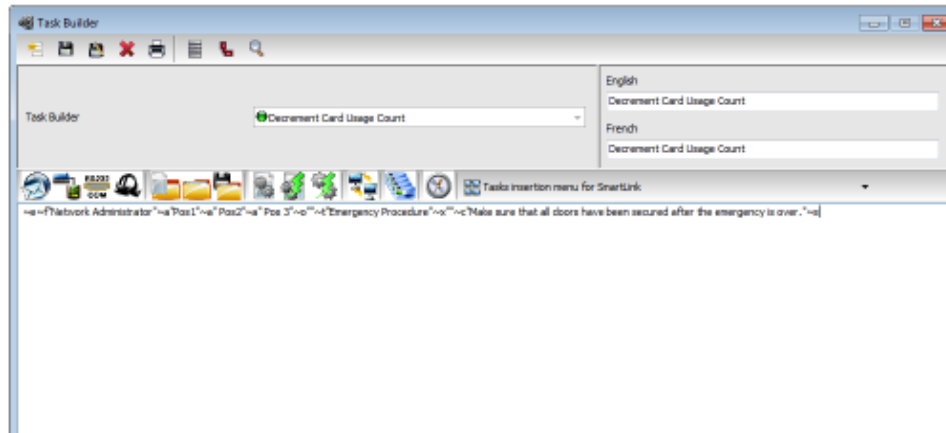 Task Builder
English
Decrement Card Usage Count
Task Builder
Decrement Card Usage Count
French
Decrement Card Usage Count
RS232
COM
Tasks insertion menu for SmartLink
~e~f"Network Administrator"~a"Pos1"~a" Pos2"~a" Pos 3"~o""~t"Emergency Procedure"~x""~c"Make sure that all doors have been secured after the emergency is over."~s